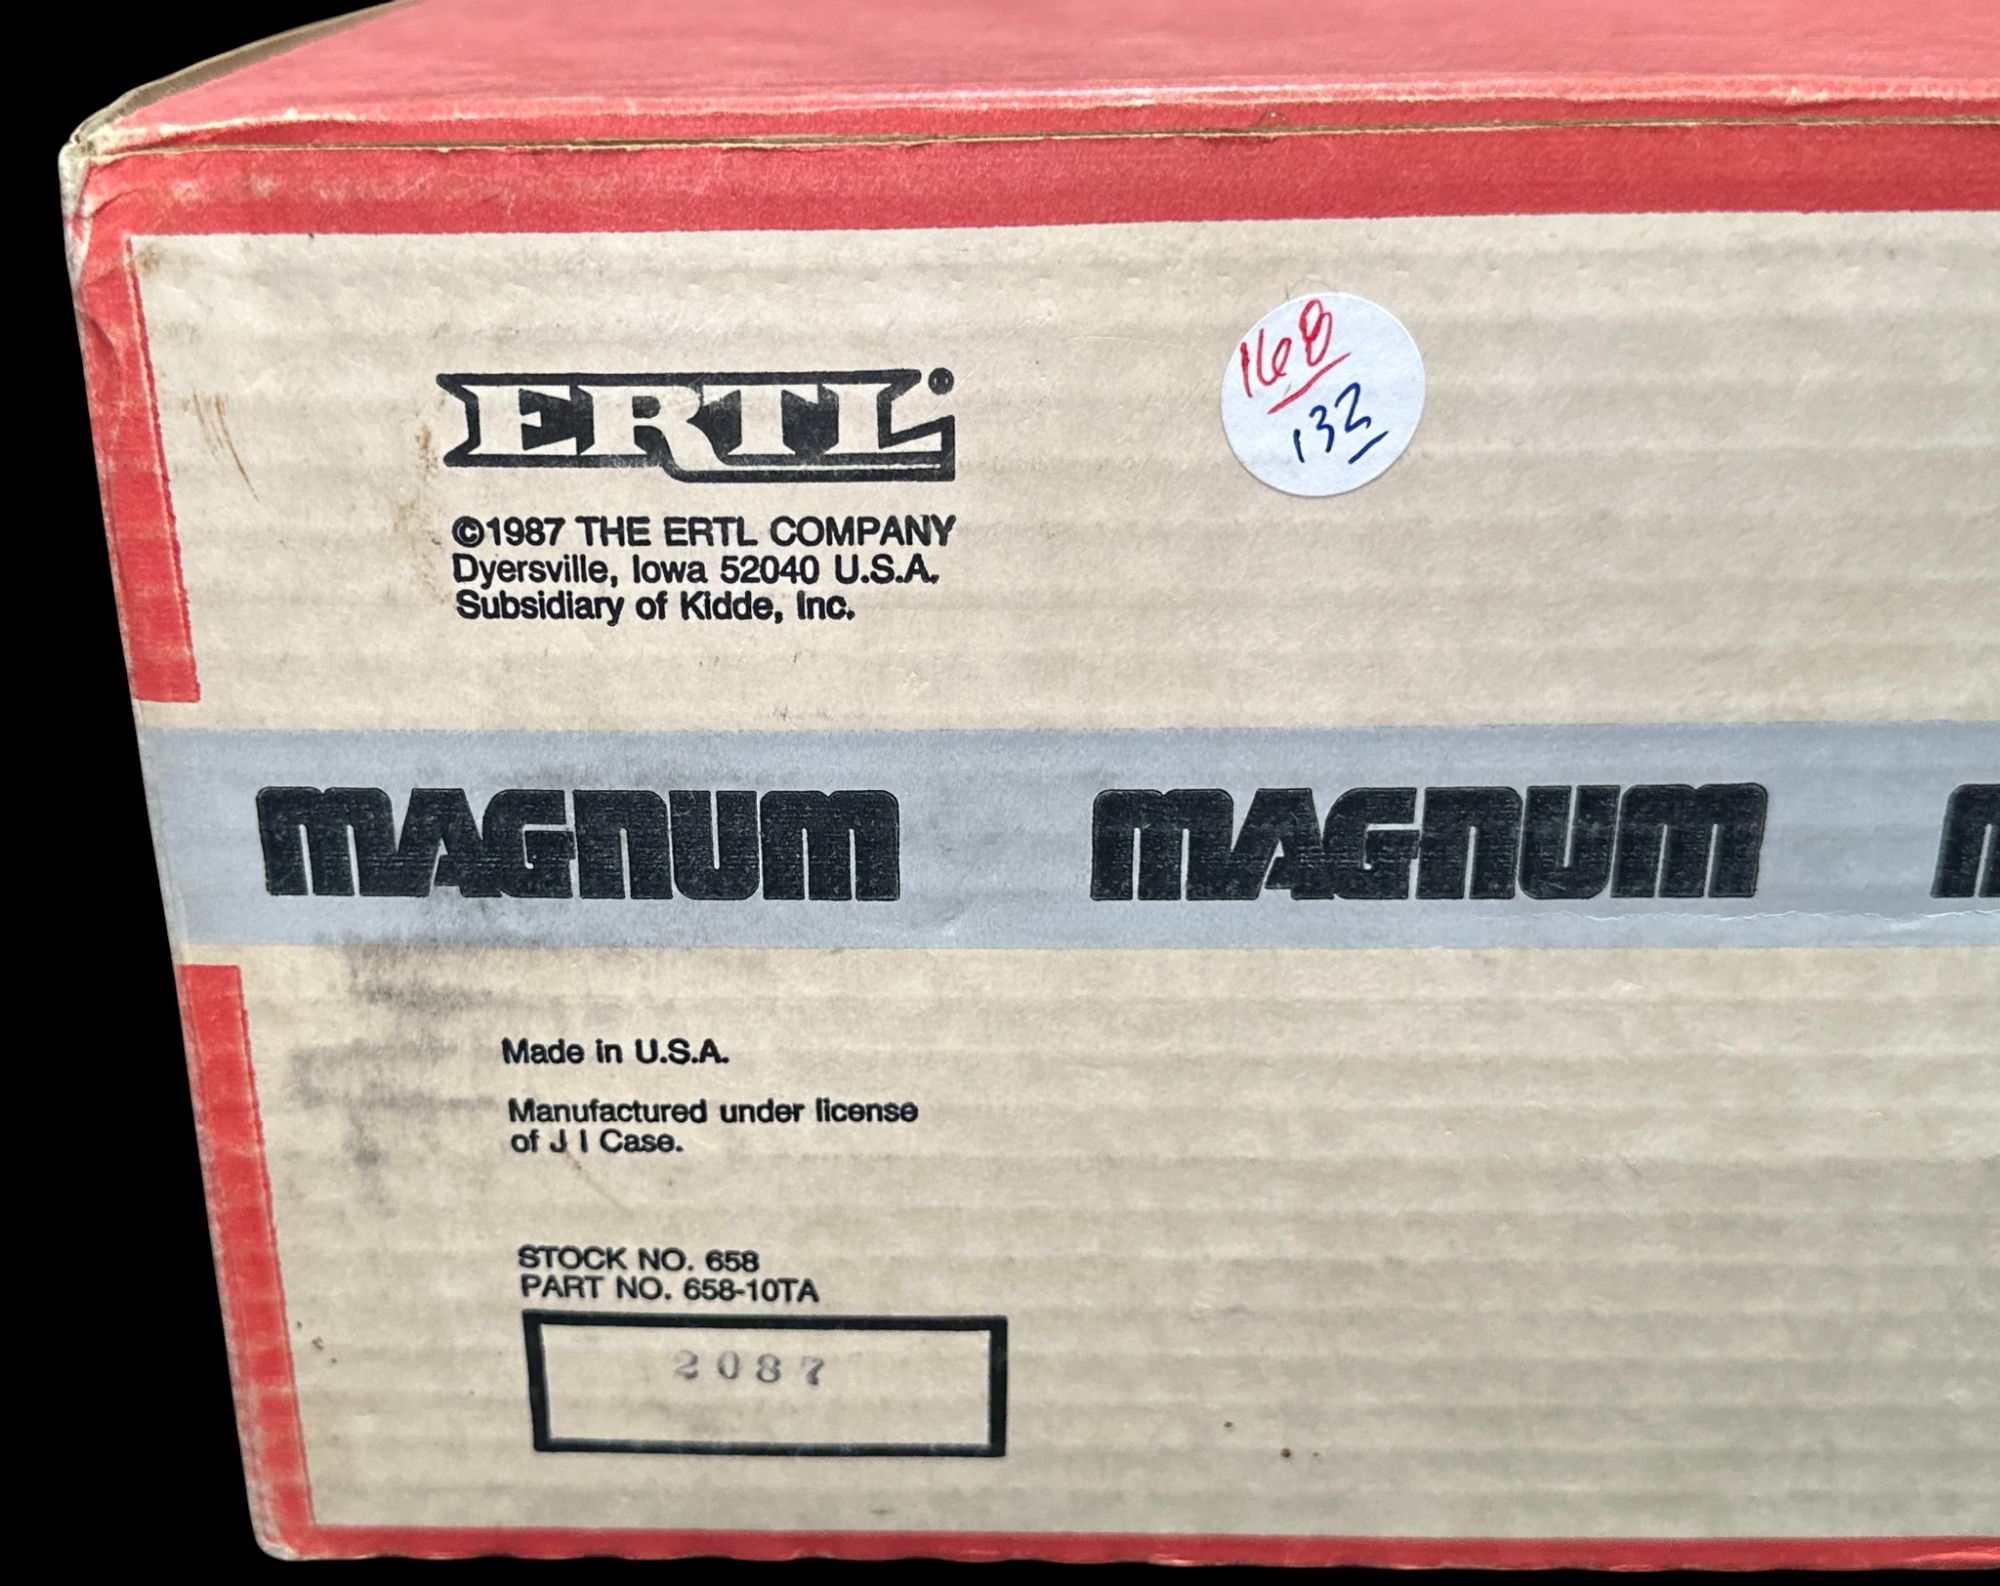 ERTL®
168
132
©1987 THE ERTL COMPANY
Dyersville, Iowa 52040 U.S.A.
Subsidiary of Kidde, Inc.
MAGNUM MAGNUM
Made in U.S.A.
Manufactured under license
of J I Case.
STOCK NO. 658
PART NO. 658-10TA
2087